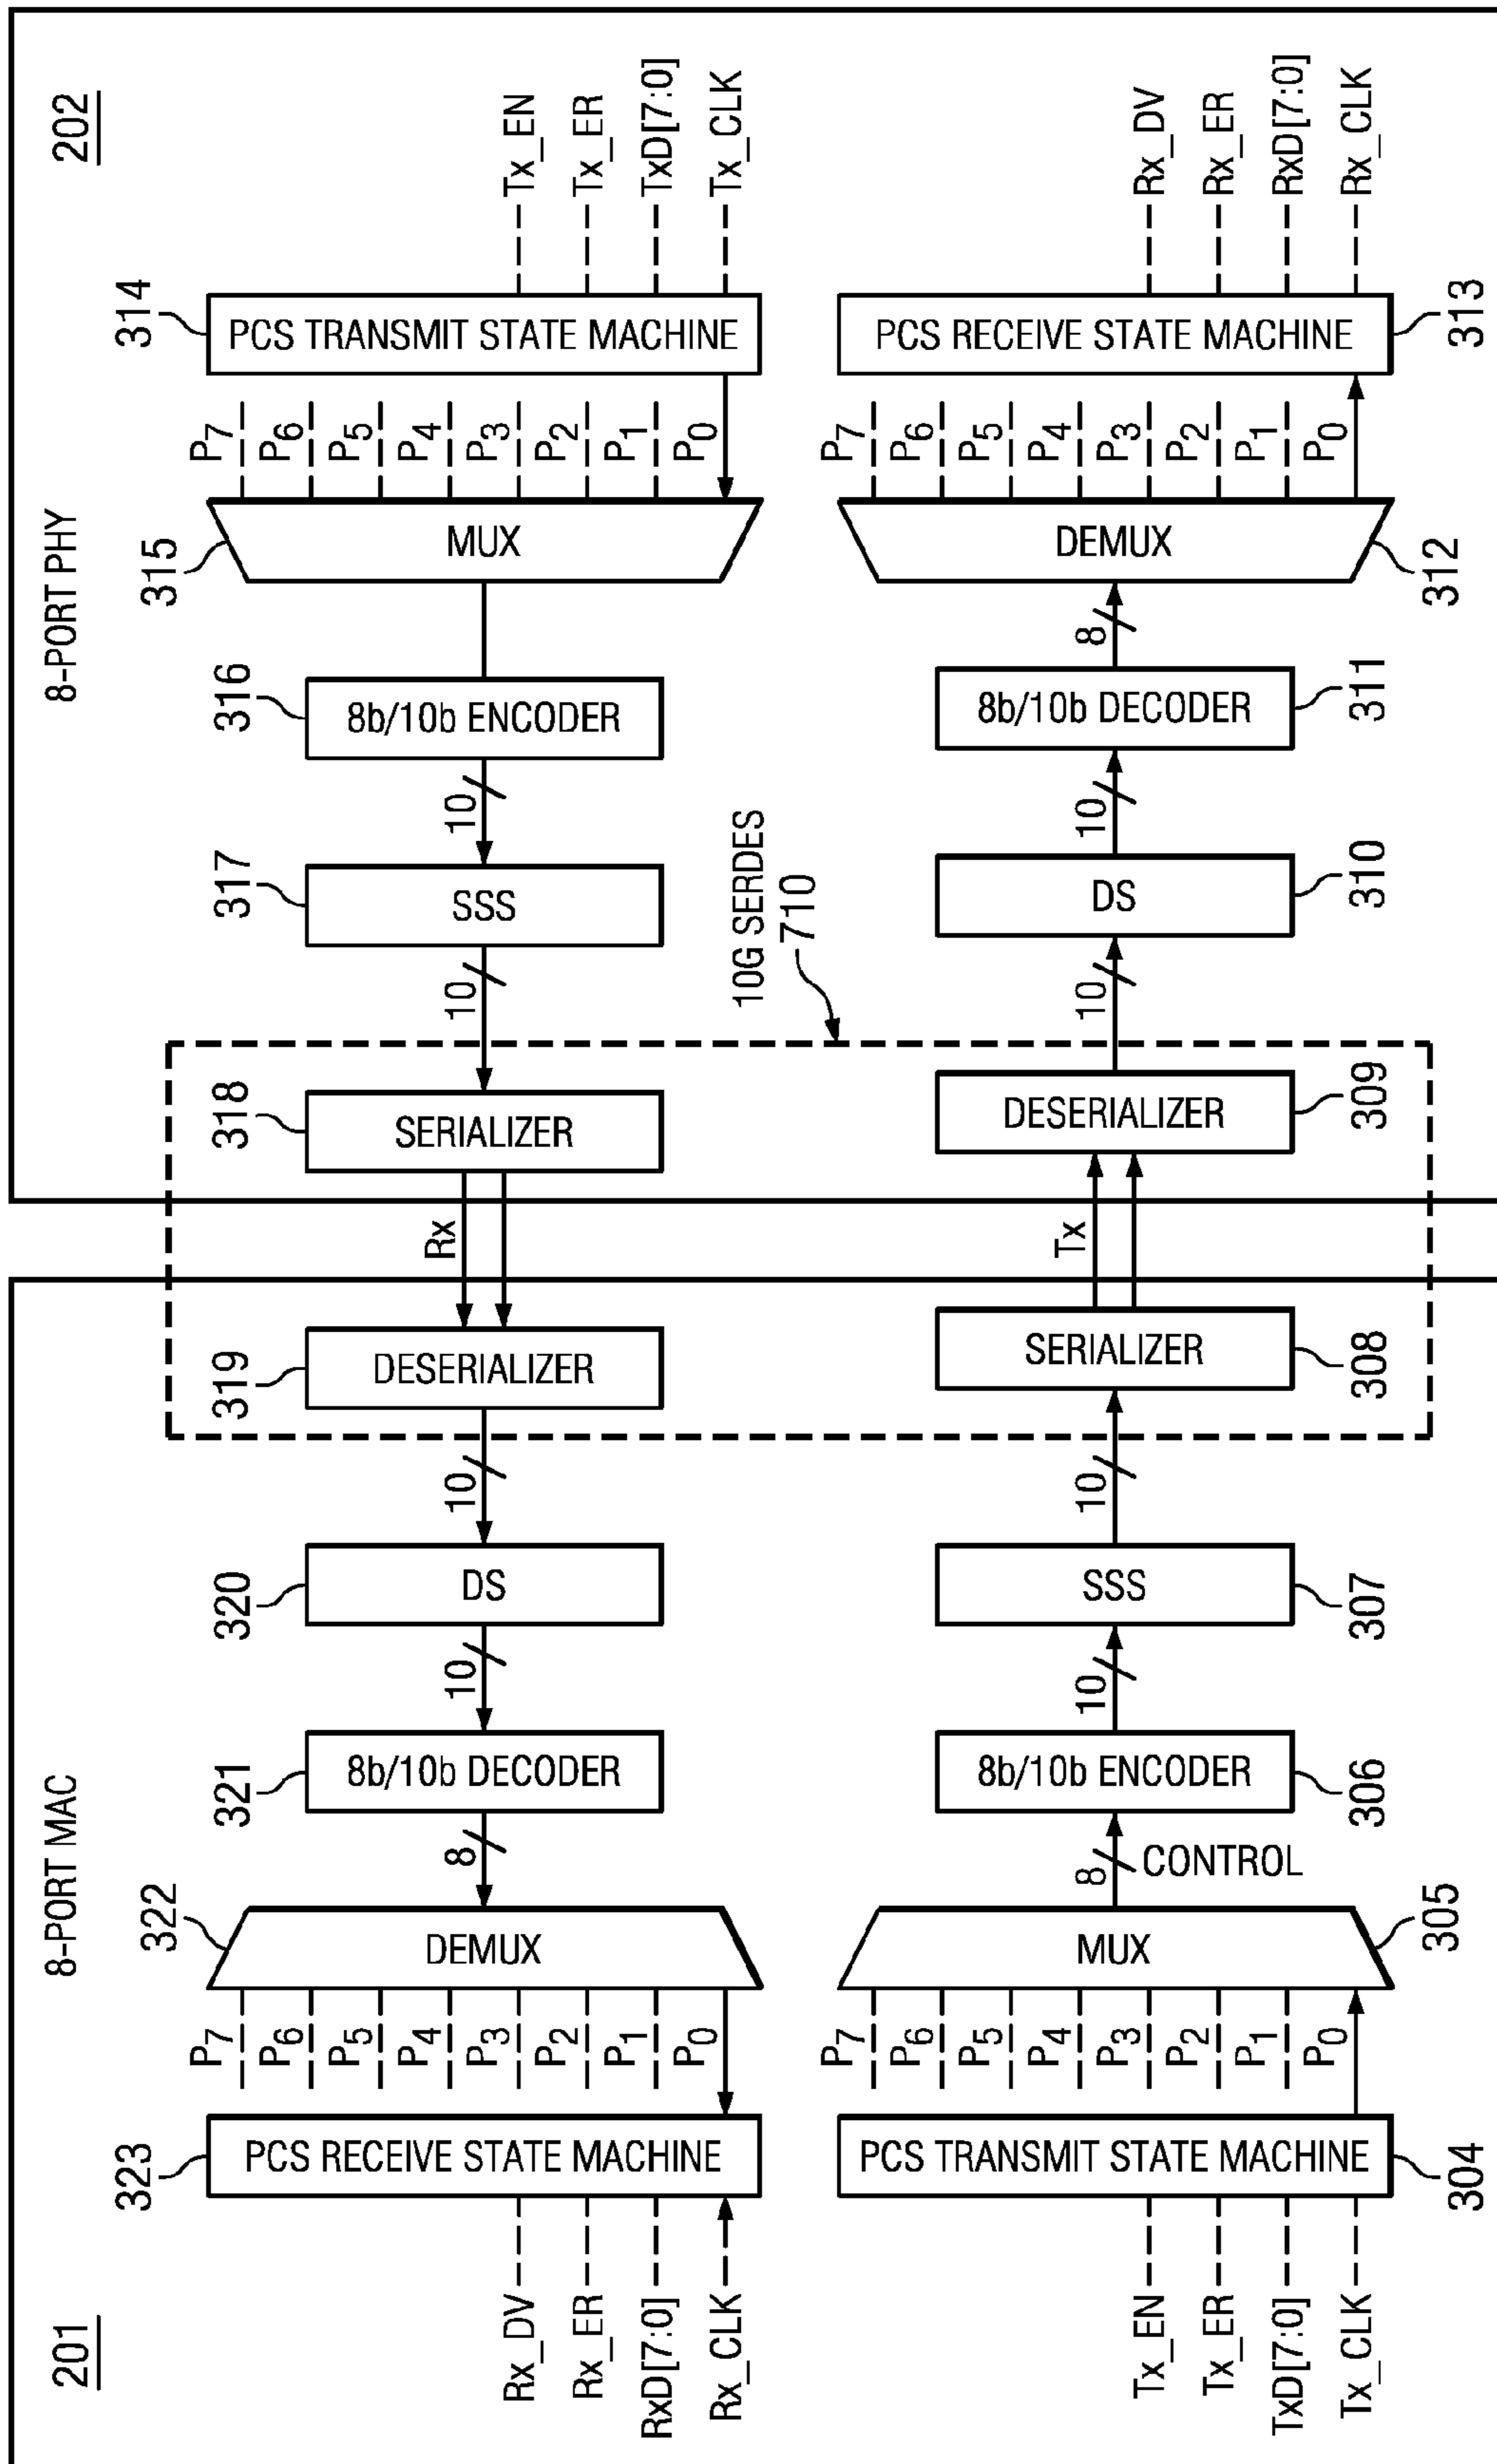 201
8-PORT MAC
8-PORT PHY
202
Rx_DV
Rx_ER
RxD[7:0]
Rx_CLK
323
PCS RECEIVE STATE MACHINE
P7
P6
P5
P4
P3
P2
P1
P0
322
DEMUX
8
321
8b/10b DECODER
10
320
DS
10
319
DESERIALIZER
Rx
318
SERIALIZER
10
317
SSS
10
316
8b/10b ENCODER
315
MUX
P7
P6
P5
P4
P3
P2
P1
P0
314
PCS TRANSMIT STATE MACHINE
Tx_EN
Tx_ER
TxD[7:0]
Tx_CLK
10G SERDES
710
Tx_EN
Tx_ER
TxD[7:0]
Tx_CLK
PCS TRANSMIT STATE MACHINE
304
P7
P6
P5
P4
P3
P2
P1
P0
MUX
305
8
CONTROL
8b/10b ENCODER
306
10
SSS
307
10
SERIALIZER
308
Tx
DESERIALIZER
309
10
DS
310
10
8b/10b DECODER
311
8
DEMUX
312
P7
P6
P5
P4
P3
P2
P1
P0
PCS RECEIVE STATE MACHINE
313
Rx_DV
Rx_ER
RxD[7:0]
Rx_CLK